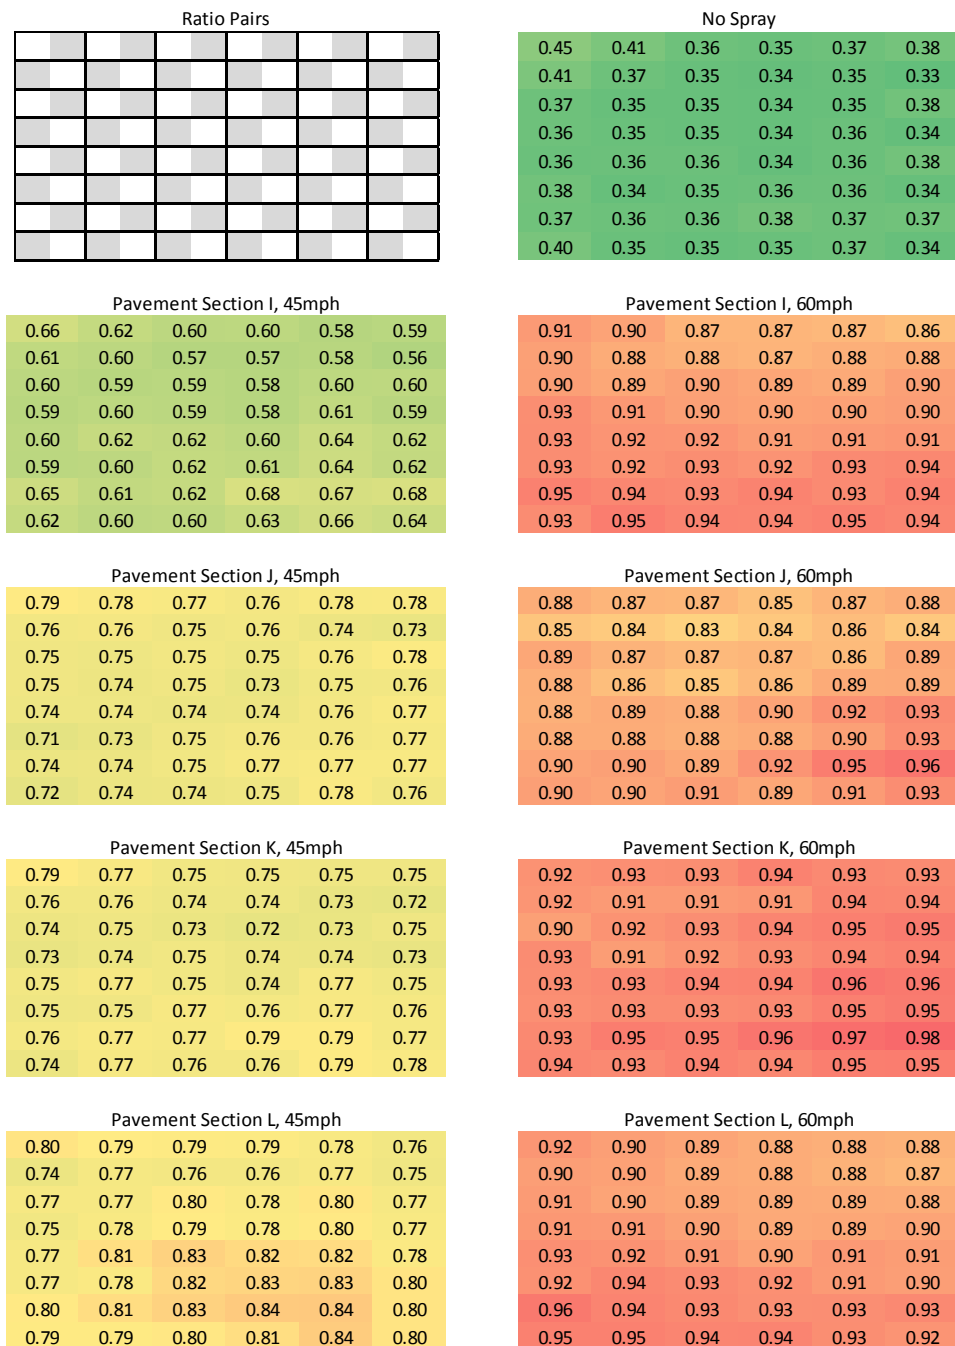 Ratio Pairs
No Spray
0.45 0.41 0.36 0.35 0.37 0.38
0.41 0.37 0.35 0.34 0.35 0.33
0.37 0.35 0.35 0.34 0.35 0.38
0.36 0.35 0.35 0.34 0.36 0.34
0.36 0.36 0.36 0.34 0.36 0.38
0.38 0.34 0.35 0.36 0.36 0.34
0.37 0.36 0.36 0.38 0.37 0.37
0.40 0.35 0.35 0.35 0.37 0.34
Pavement Section I, 45mph
0.66 0.62 0.60 0.60 0.58 0.59
0.61 0.60 0.57 0.57 0.58 0.56
0.60 0.59 0.59 0.58 0.60 0.60
0.59 0.60 0.59 0.58 0.61 0.59
0.60 0.62 0.62 0.60 0.64 0.62
0.59 0.60 0.62 0.61 0.64 0.62
0.65 0.61 0.62 0.68 0.67 0.68
0.62 0.60 0.60 0.63 0.66 0.64
Pavement Section I, 60mph
0.91 0.90 0.87 0.87 0.87 0.86
0.90 0.88 0.88 0.87 0.88 0.88
0.90 0.89 0.90 0.89 0.89 0.90
0.93 0.91 0.90 0.90 0.90 0.90
0.93 0.92 0.92 0.91 0.91 0.91
0.93 0.92 0.93 0.92 0.93 0.94
0.95 0.94 0.93 0.94 0.93 0.94
0.93 0.95 0.94 0.94 0.95 0.94
Pavement Section J, 45mph
0.79 0.78 0.77 0.76 0.78 0.78
0.76 0.76 0.75 0.76 0.74 0.73
0.75 0.75 0.75 0.75 0.76 0.78
0.75 0.74 0.75 0.73 0.75 0.76
0.74 0.74 0.74 0.74 0.76 0.77
0.71 0.73 0.75 0.76 0.76 0.77
0.74 0.74 0.75 0.77 0.77 0.77
0.72 0.74 0.74 0.75 0.78 0.76
Pavement Section J, 60mph
0.88 0.87 0.87 0.85 0.87 0.88
0.85 0.84 0.83 0.84 0.86 0.84
0.89 0.87 0.87 0.87 0.86 0.89
0.88 0.86 0.85 0.86 0.89 0.89
0.88 0.89 0.88 0.90 0.92 0.93
0.88 0.88 0.88 0.88 0.90 0.93
0.90 0.90 0.89 0.92 0.95 0.96
0.90 0.90 0.91 0.89 0.91 0.93
Pavement Section K, 45mph
0.79 0.77 0.75 0.75 0.75 0.75
0.76 0.76 0.74 0.74 0.73 0.72
0.74 0.75 0.73 0.72 0.73 0.75
0.73 0.74 0.75 0.74 0.74 0.73
0.75 0.77 0.75 0.74 0.77 0.75
0.75 0.75 0.77 0.76 0.77 0.76
0.76 0.77 0.77 0.79 0.79 0.77
0.74 0.77 0.76 0.76 0.79 0.78
Pavement Section K, 60mph
0.92 0.93 0.93 0.94 0.93 0.93
0.92 0.91 0.91 0.91 0.94 0.94
0.90 0.92 0.93 0.94 0.95 0.95
0.93 0.91 0.92 0.93 0.94 0.94
0.93 0.93 0.94 0.94 0.96 0.96
0.93 0.93 0.93 0.93 0.95 0.95
0.93 0.95 0.95 0.96 0.97 0.98
0.94 0.93 0.94 0.94 0.95 0.95
Pavement Section L, 45mph
0.80 0.79 0.79 0.79 0.78 0.76
0.74 0.77 0.76 0.76 0.77 0.75
0.77 0.77 0.80 0.78 0.80 0.77
0.75 0.78 0.79 0.78 0.80 0.77
0.77 0.81 0.83 0.82 0.82 0.78
0.77 0.78 0.82 0.83 0.83 0.80
0.80 0.81 0.83 0.84 0.84 0.80
0.79 0.79 0.80 0.81 0.84 0.80
Pavement Section L, 60mph
0.92 0.90 0.89 0.88 0.88 0.88
0.90 0.90 0.89 0.88 0.88 0.87
0.91 0.90 0.89 0.89 0.89 0.88
0.91 0.91 0.90 0.89 0.89 0.90
0.93 0.92 0.91 0.90 0.91 0.91
0.92 0.94 0.93 0.92 0.91 0.90
0.96 0.94 0.93 0.93 0.93 0.93
0.95 0.95 0.94 0.94 0.93 0.92